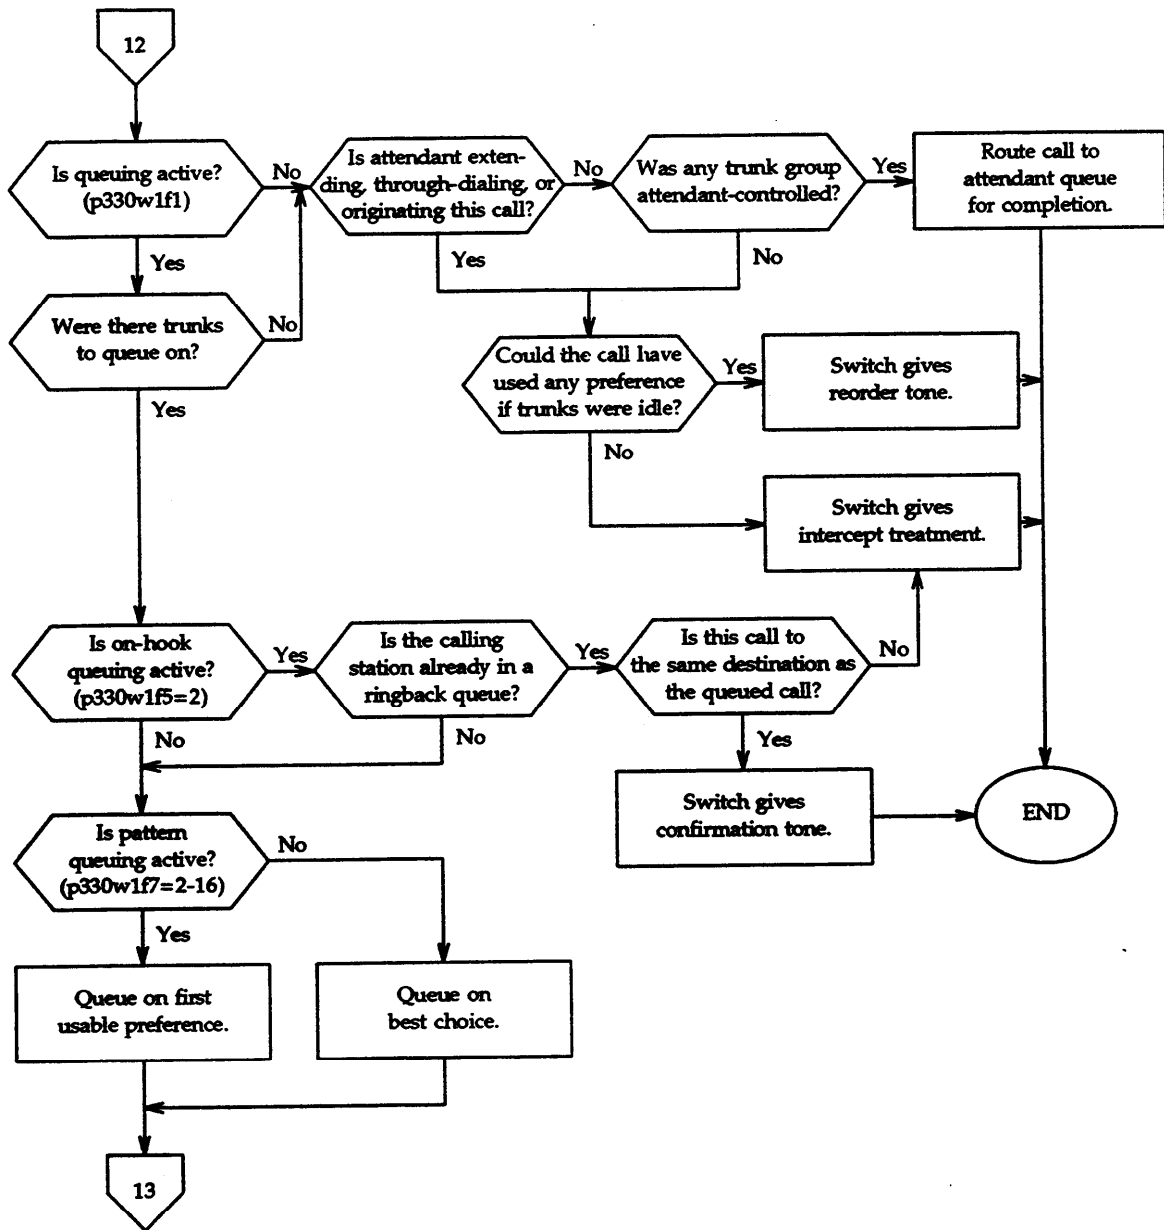 12
Is queuing active?
(p330w1f1)
No
Is attendant exten-
ding, through-dialing, or
originating this call?
No
Was any trunk group
attendant-controlled?
Yes
Route call to
attendant queue
for completion.
Yes
Yes
No
Were there trunks
to queue on?
No
Could the call have
used any preference
if trunks were idle?
Yes
Switch gives
reorder tone.
Yes
No
Switch gives
intercept treatment.
Is on-hook
queuing active?
(p330w1f5=2)
Yes
Is the calling
station already in a
ringback queue?
Yes
Is this call to
the same destination as
the queued call?
No
No
No
Yes
Switch gives
confirmation tone.
END
Is pattern
queuing active?
(p330w1f7=2-16)
No
Yes
Queue on first
usable preference.
Queue on
best choice.
13